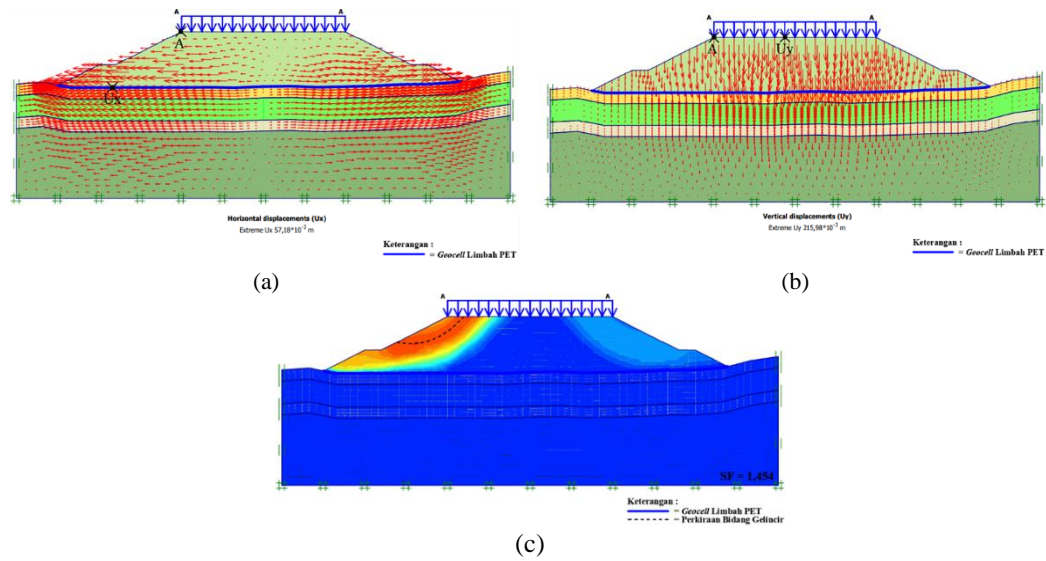 A
A
A
Ux
Horizontal displacements (Ux)
Extreme Ux 57,18*10⁻³ m
Keterangan :
= Geocell Limbah PET
(a)
A
A
A
Uy
Vertical displacements (Uy)
Extreme Uy 215,98*10⁻³ m
Keterangan :
= Geocell Limbah PET
(b)
A
A
SF = 1,454
Keterangan :
= Geocell Limbah PET
= Perkiraan Bidang Gelincir
(c)